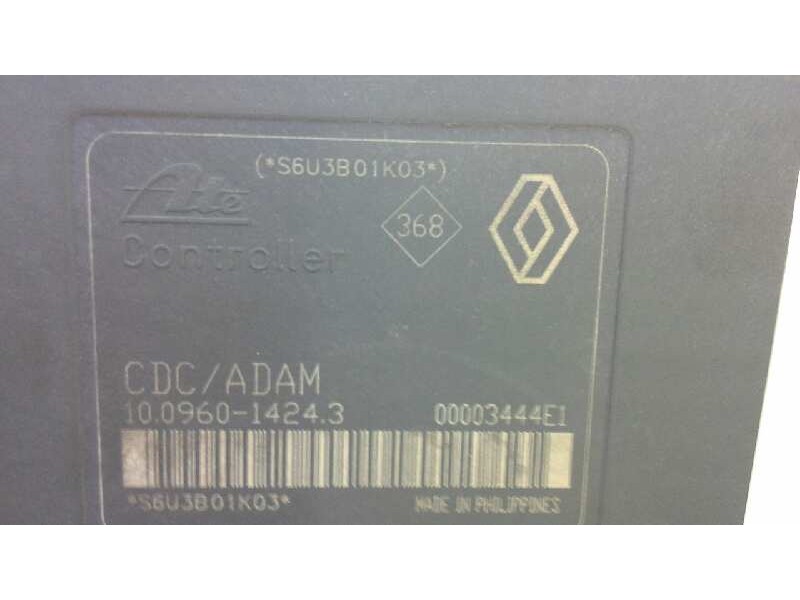 (*S6U3B01K03*)
Ate
368
Controller
CDC/ADAM
10.0960-1424.3 00003444E1
*S6U3B01K03* MADE IN PHILIPPINES